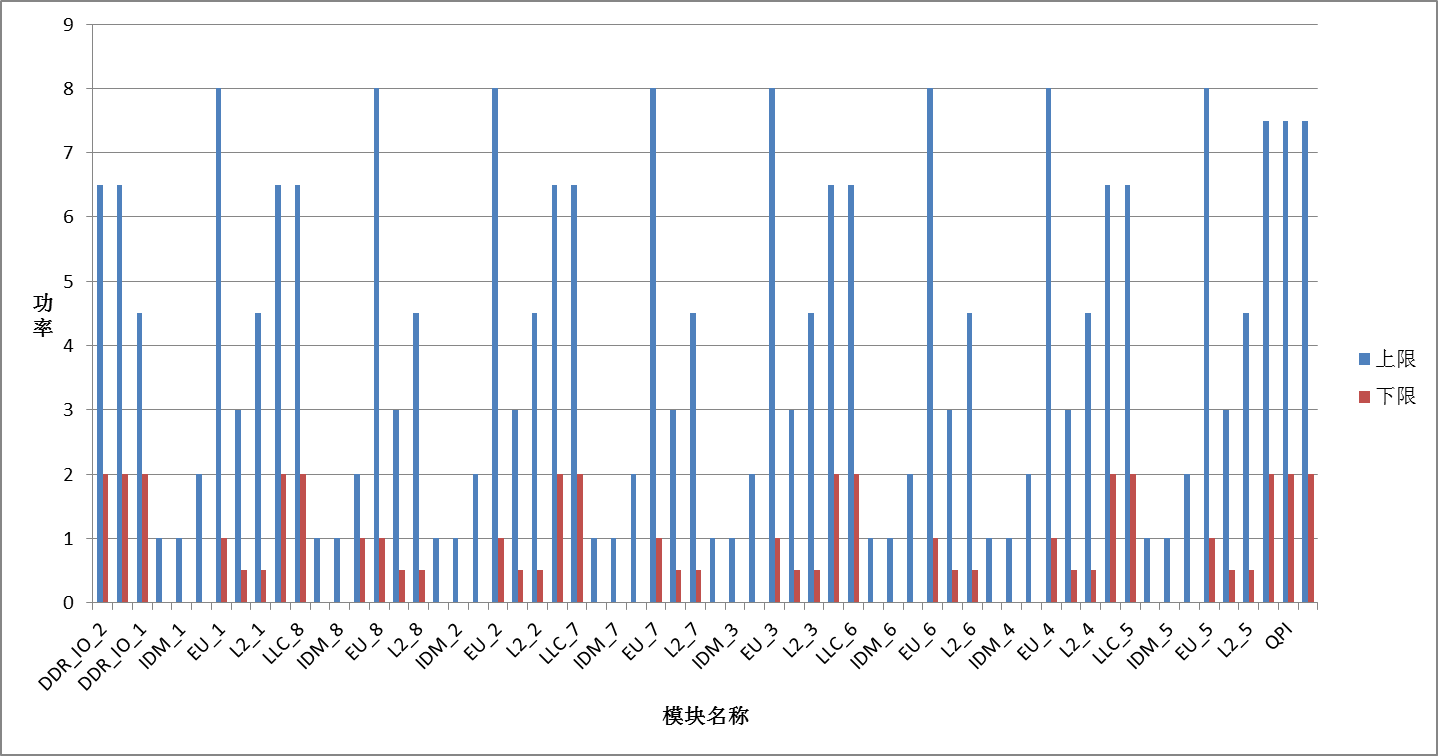 9
8
7
6
5
4
3
2
1
0
功率
上限
下限
DDR_IO_2
DDR_IO_1
IDM_1
EU_1
L2_1
LLC_8
IDM_8
EU_8
L2_8
IDM_2
EU_2
L2_2
LLC_7
IDM_7
EU_7
L2_7
IDM_3
EU_3
L2_3
LLC_6
IDM_6
EU_6
L2_6
IDM_4
EU_4
L2_4
LLC_5
IDM_5
EU_5
L2_5
QPI
模块名称